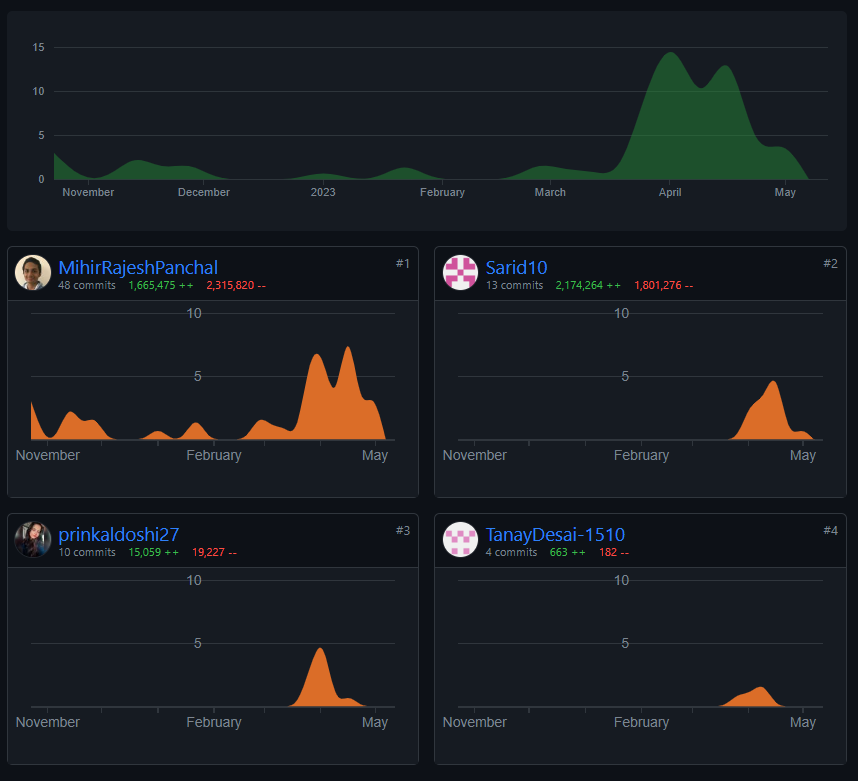 15
10
5
0
November December 2023 February March April May
MihirRajeshPanchal #1
48 commits 1,665,475 ++ 2,315,820 --
10
5
November February May
Sarid10 #2
13 commits 2,174,264 ++ 1,801,276 --
10
5
November February May
prinkaldoshi27 #3
10 commits 15,059 ++ 19,227 --
10
5
November February May
TanayDesai-1510 #4
4 commits 663 ++ 182 --
10
5
November February May